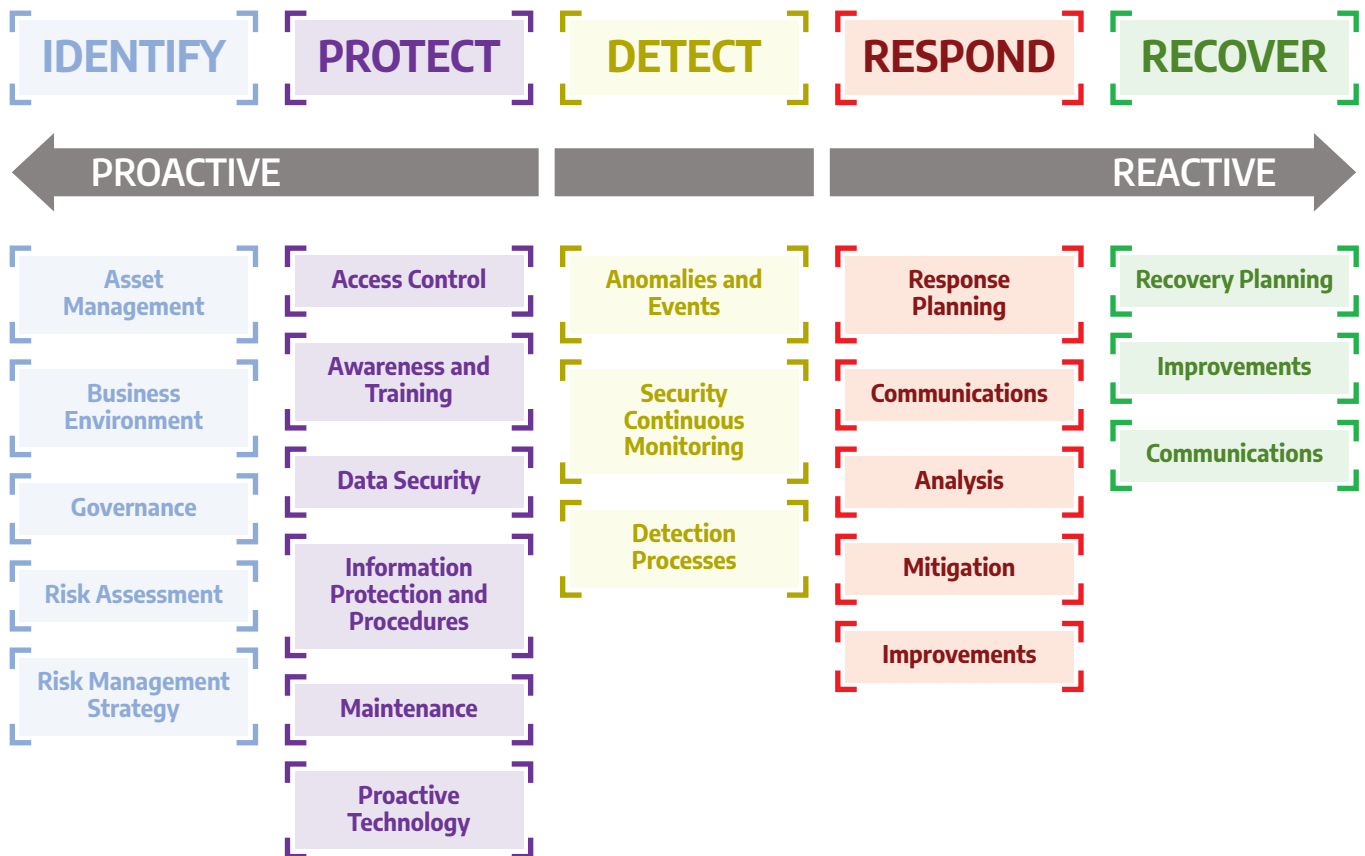 IDENTIFY
PROTECT
DETECT
RESPOND
RECOVER
PROACTIVE
REACTIVE
Asset
Management
Business
Environment
Governance
Risk Assessment
Risk Management
Strategy
Access Control
Awareness and
Training
Data Security
Information
Protection and
Procedures
Maintenance
Proactive
Technology
Anomalies and
Events
Security
Continuous
Monitoring
Detection
Processes
Response
Planning
Communications
Analysis
Mitigation
Improvements
Recovery Planning
Improvements
Communications